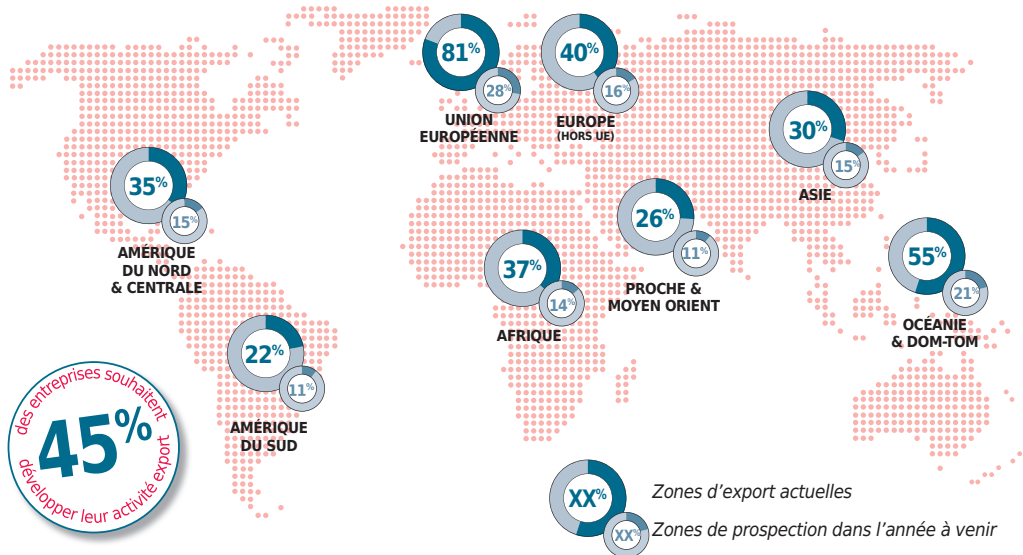 81%
28%
UNION
EUROPÉENNE
40%
16%
EUROPE
(HORS UE)
30%
15%
ASIE
35%
15%
AMÉRIQUE
DU NORD
& CENTRALE
26%
11%
PROCHE &
MOYEN ORIENT
37%
14%
AFRIQUE
55%
21%
OCÉANIE
& DOM-TOM
22%
11%
AMÉRIQUE
DU SUD
des entreprises souhaitent
45%
développer leur activité export
XX%
Zones d’export actuelles
XX%
Zones de prospection dans l’année à venir